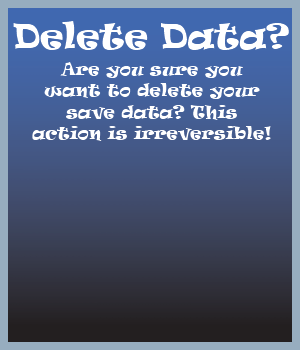 Delete Data?
Are you sure you
want to delete your
save data? This
action is irreversible!